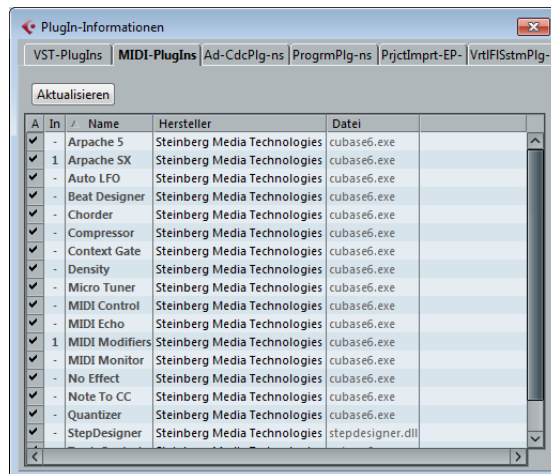 PlugIn-Informationen
VST-PlugIns MIDI-PlugIns Ad-CdcPlg-ns ProgrmPlg-ns PrjctImprt-EP- VrtlFlSstmPlg-
Aktualisieren
A In Name Hersteller Datei
- Arpache 5 Steinberg Media Technologies cubase6.exe
1 Arpache SX Steinberg Media Technologies cubase6.exe
- Auto LFO Steinberg Media Technologies cubase6.exe
- Beat Designer Steinberg Media Technologies cubase6.exe
- Chorder Steinberg Media Technologies cubase6.exe
- Compressor Steinberg Media Technologies cubase6.exe
- Context Gate Steinberg Media Technologies cubase6.exe
- Density Steinberg Media Technologies cubase6.exe
- Micro Tuner Steinberg Media Technologies cubase6.exe
- MIDI Control Steinberg Media Technologies cubase6.exe
- MIDI Echo Steinberg Media Technologies cubase6.exe
1 MIDI Modifiers Steinberg Media Technologies cubase6.exe
- MIDI Monitor Steinberg Media Technologies cubase6.exe
- No Effect Steinberg Media Technologies cubase6.exe
- Note To CC Steinberg Media Technologies cubase6.exe
- Quantizer Steinberg Media Technologies cubase6.exe
- StepDesigner Steinberg Media Technologies stepdesigner.dll